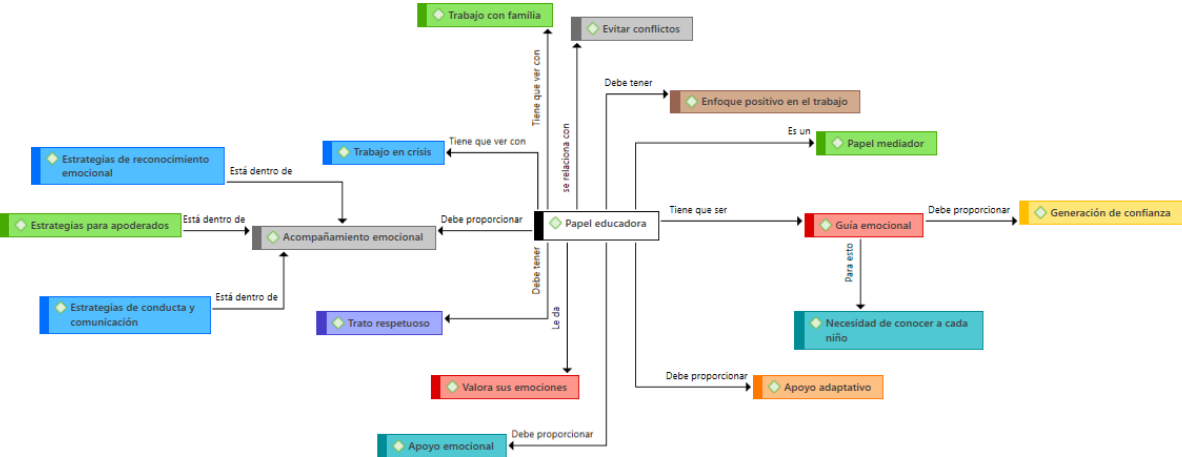 Trabajo con familia
Evitar conflictos
Tiene que ver con
se relaciona con
Debe tener
Enfoque positivo en el trabajo
Es un
Papel mediador
Tiene que ver con
Trabajo en crisis
Estrategias de reconocimiento
emocional
Está dentro de
Estrategias para apoderados
Está dentro de
Acompañamiento emocional
Debe proporcionar
Papel educadora
Tiene que ser
Guía emocional
Debe proporcionar
Generación de confianza
Para esto
Necesidad de conocer a cada
niño
Estrategias de conducta y
comunicación
Está dentro de
Debe tener
Trato respetuoso
Le da
Valora sus emociones
Debe proporcionar
Apoyo adaptativo
Debe proporcionar
Apoyo emocional